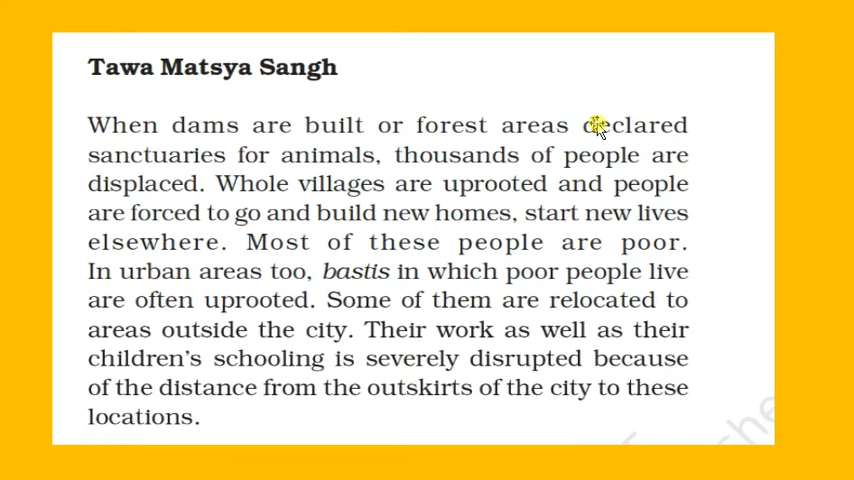 Tawa Matsya Sangh
When dams are built or forest areas declared
sanctuaries for animals, thousands of people are
displaced. Whole villages are uprooted and people
are forced to go and build new homes, start new lives
elsewhere. Most of these people are poor.
In urban areas too, bastis in which poor people live
are often uprooted. Some of them are relocated to
areas outside the city. Their work as well as their
children's schooling is severely disrupted because
of the distance from the outskirts of the city to these
locations.